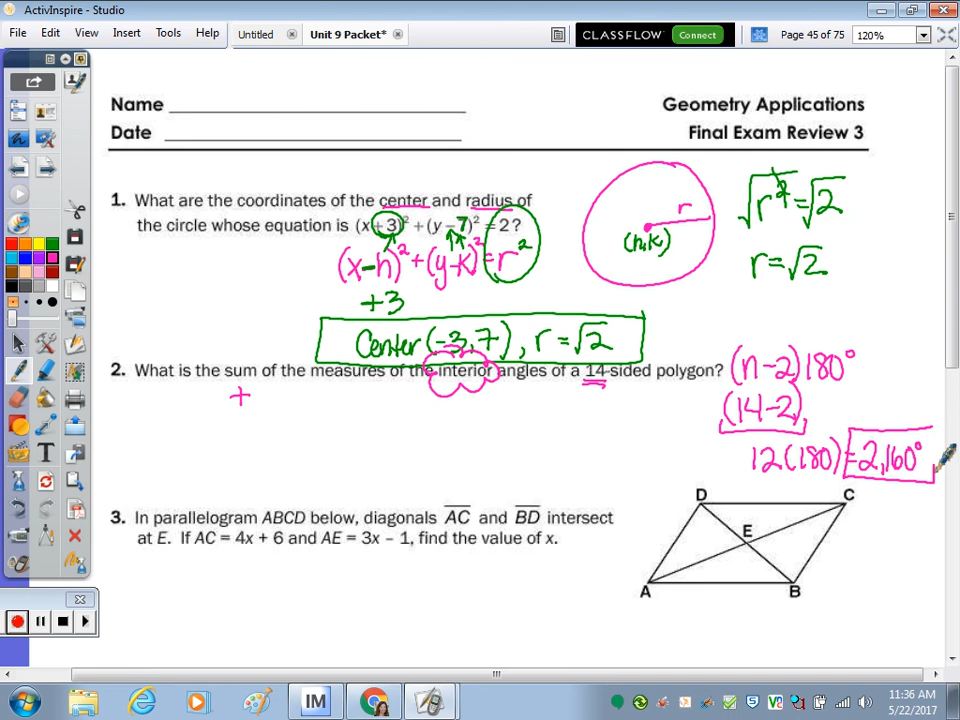 ActivInspire - Studio
File Edit View Insert Tools Help Untitled Unit 9 Packet* CLASSFLOW Connect Page 45 of 75 120%
Name
Date
Geometry Applications
Final Exam Review 3
1. What are the coordinates of the center and radius of
the circle whose equation is (x+3)² + (y – 7)² = 2?
(x-h)² + (y-k)² = r²
+3
Center (-3, 7), r = √2
r
(h,k)
√r² = √2
r = √2
2. What is the sum of the measures of the interior angles of a 14-sided polygon?
+
(n-2)180°
(14-2)
12(180) = 2,160°
3. In parallelogram ABCD below, diagonals A̅C̅ and B̅D̅ intersect
at E. If AC = 4x + 6 and AE = 3x – 1, find the value of x.
D C
E
A B
IM
11:36 AM
5/22/2017